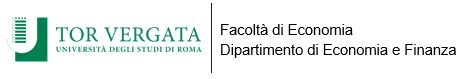 TOR VERGATA
UNIVERSITÀ DEGLI STUDI DI ROMA
Facoltà di Economia
Dipartimento di Economia e Finanza